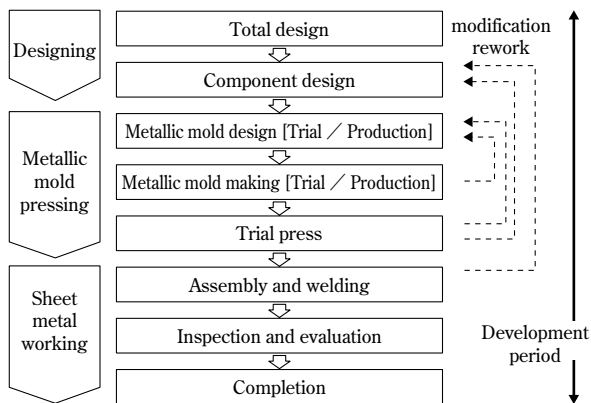 Designing
Total design
modification
rework
Component design
Metallic
mold
pressing
Metallic mold design [Trial ／ Production]
Metallic mold making [Trial ／ Production]
Trial press
Sheet
metal
working
Assembly and welding
Inspection and evaluation
Completion
Development
period